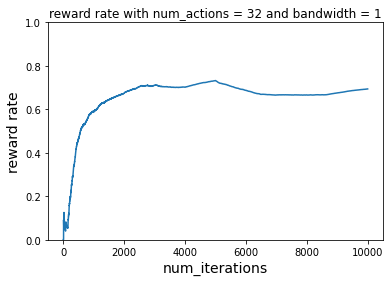 reward rate with num_actions = 32 and bandwidth = 1
1.0
0.8
0.6
0.4
0.2
0.0
reward rate
0 2000 4000 6000 8000 10000
num_iterations